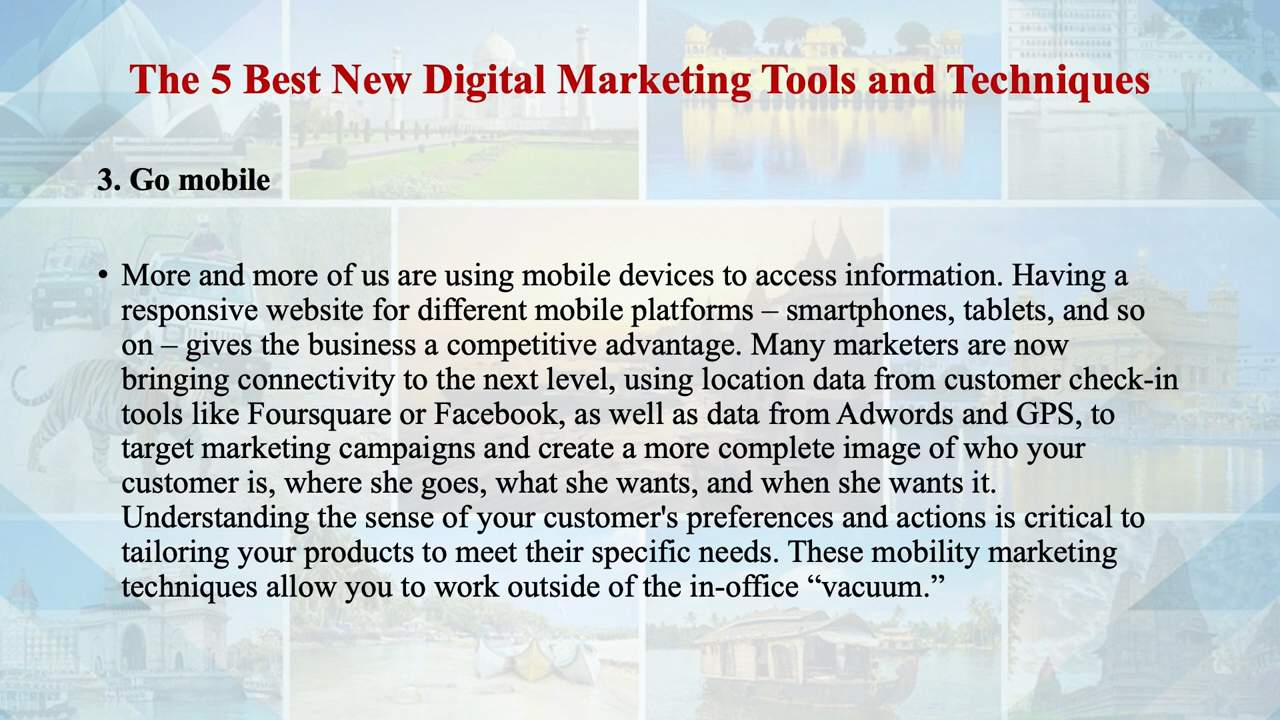 The 5 Best New Digital Marketing Tools and Techniques
3. Go mobile
• More and more of us are using mobile devices to access information. Having a
responsive website for different mobile platforms – smartphones, tablets, and so
on – gives the business a competitive advantage. Many marketers are now
bringing connectivity to the next level, using location data from customer check-in
tools like Foursquare or Facebook, as well as data from Adwords and GPS, to
target marketing campaigns and create a more complete image of who your
customer is, where she goes, what she wants, and when she wants it.
Understanding the sense of your customer's preferences and actions is critical to
tailoring your products to meet their specific needs. These mobility marketing
techniques allow you to work outside of the in-office “vacuum.”